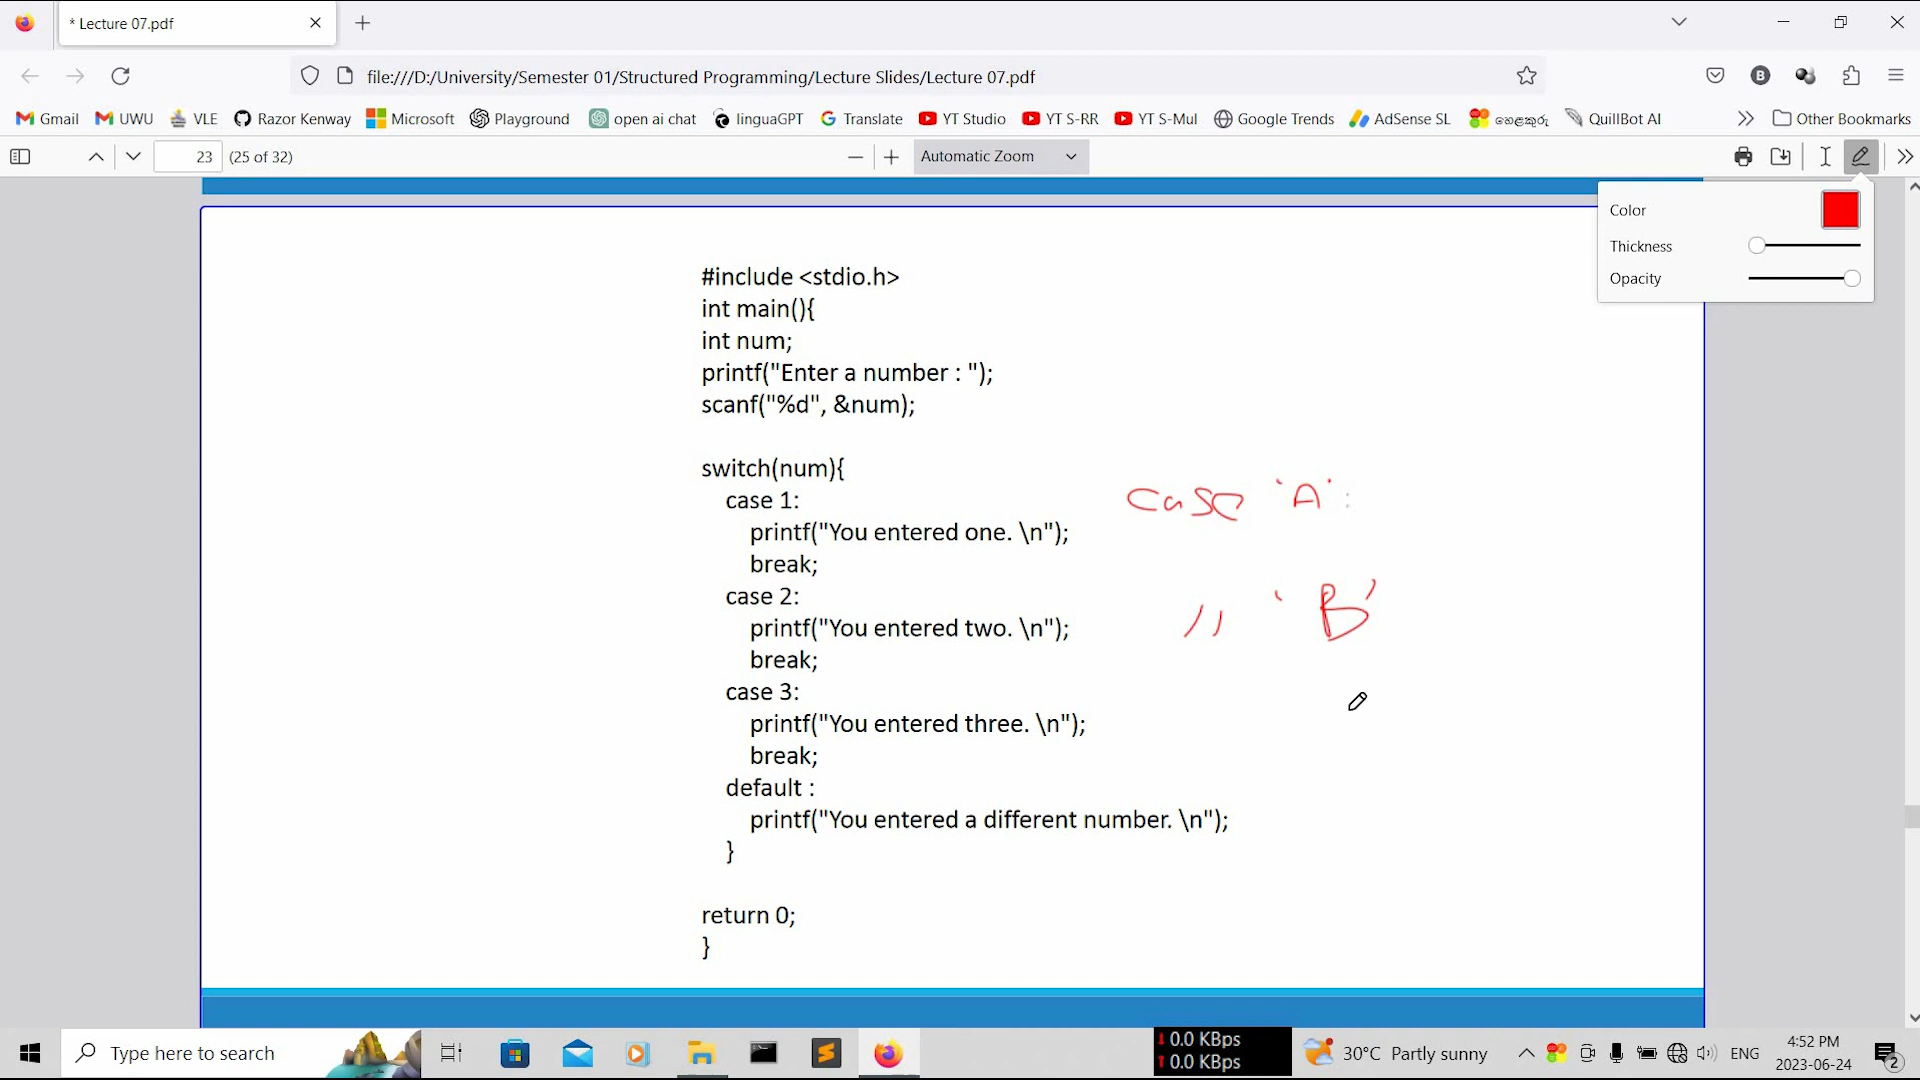 * Lecture 07.pdf
file:///D:/University/Semester 01/Structured Programming/Lecture Slides/Lecture 07.pdf
Gmail UWU VLE Razor Kenway Microsoft Playground open ai chat linguaGPT Translate YT Studio YT S-RR YT S-Mul Google Trends AdSense SL හෙළකුරු QuillBot AI Other Bookmarks
23 (25 of 32) Automatic Zoom
Color
Thickness
Opacity
#include <stdio.h>
int main(){
int num;
printf("Enter a number : ");
scanf("%d", &num);
switch(num){
case 1:
case 'A':
printf("You entered one. \n");
break;
case 2:
,, 'B'
printf("You entered two. \n");
break;
case 3:
printf("You entered three. \n");
break;
default :
printf("You entered a different number. \n");
}
return 0;
}
Type here to search
0.0 KBps
0.0 KBps
30°C Partly sunny
ENG
4:52 PM
2023-06-24
2